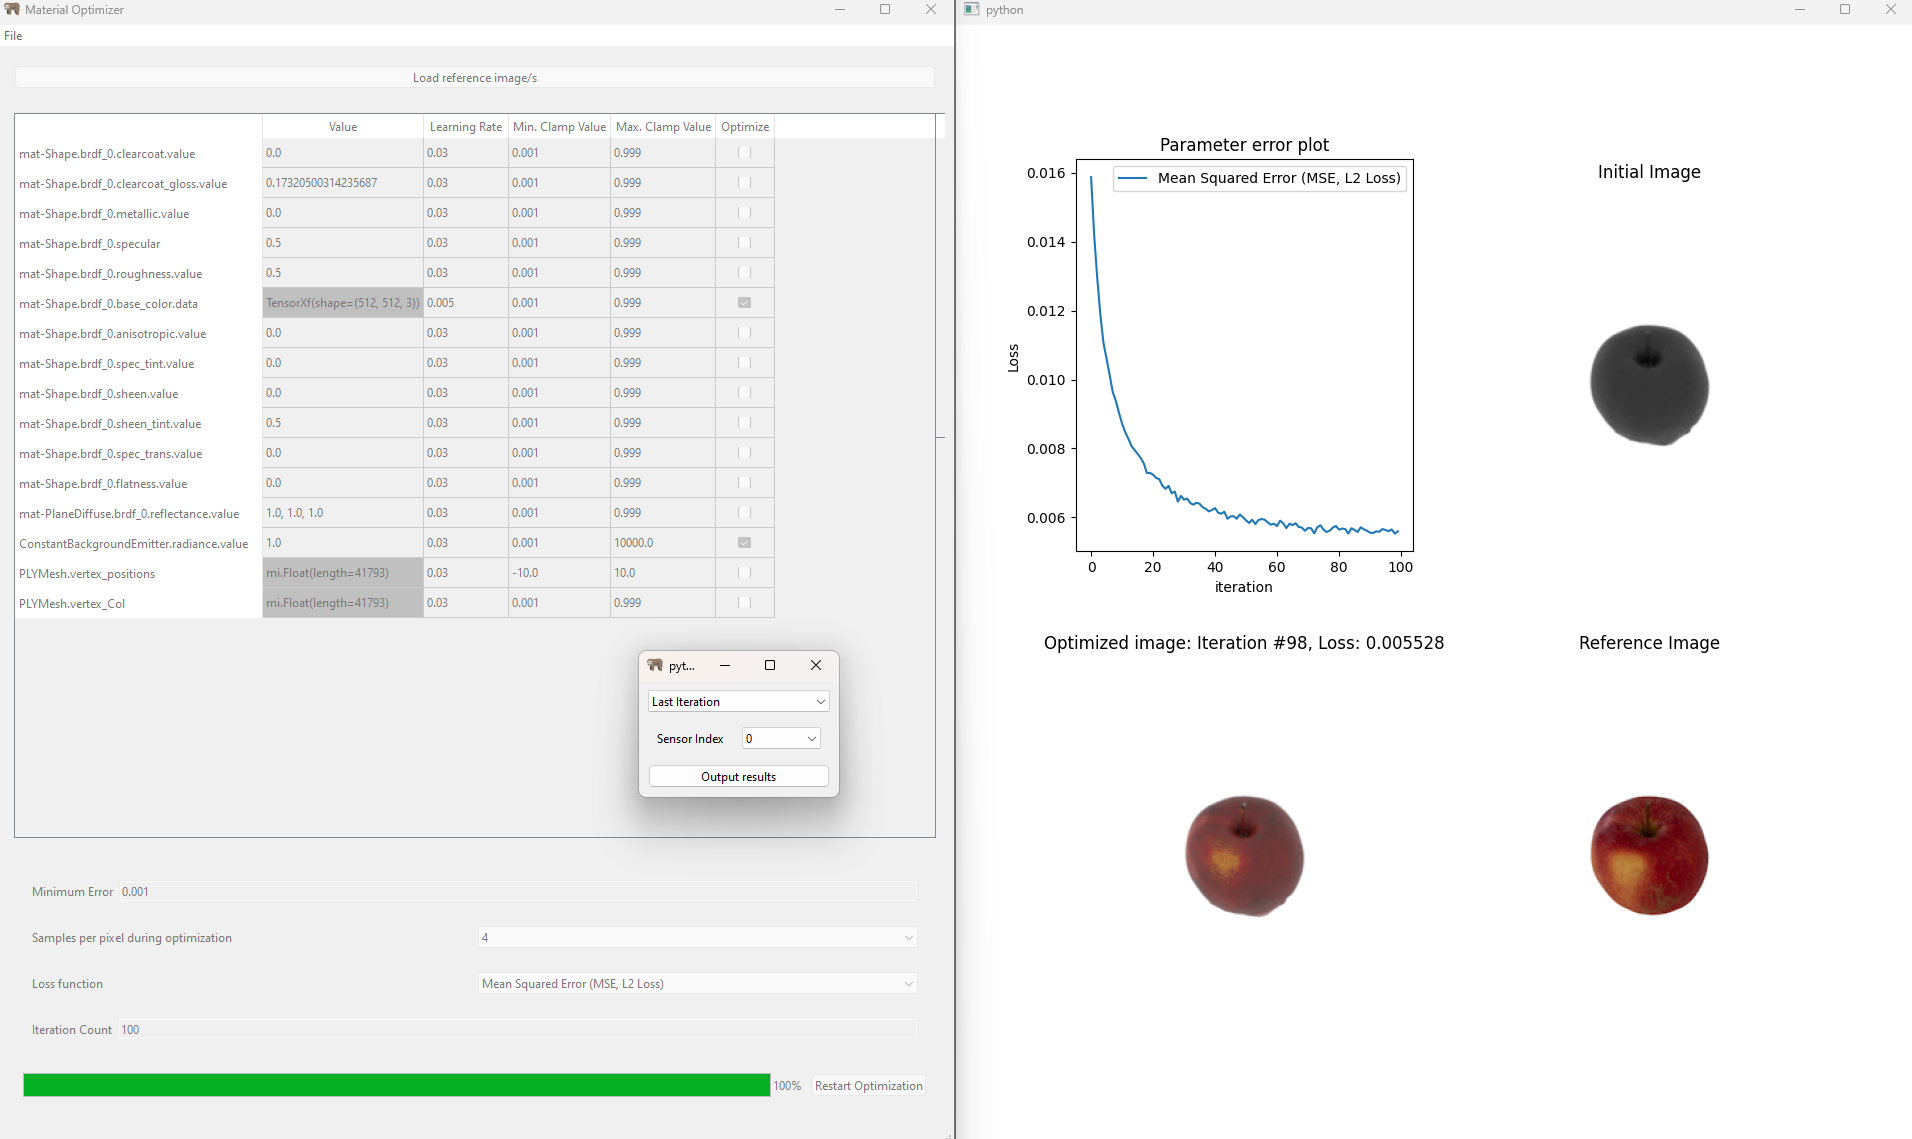 Material Optimizer
File
Load reference image/s
Value Learning Rate Min. Clamp Value Max. Clamp Value Optimize
mat-Shape.brdf_0.clearcoat.value 0.0 0.03 0.001 0.999
mat-Shape.brdf_0.clearcoat_gloss.value 0.17320500314235687 0.03 0.001 0.999
mat-Shape.brdf_0.metallic.value 0.0 0.03 0.001 0.999
mat-Shape.brdf_0.specular 0.5 0.03 0.001 0.999
mat-Shape.brdf_0.roughness.value 0.5 0.03 0.001 0.999
mat-Shape.brdf_0.base_color.data TensorXf(shape=(512, 512, 3)) 0.005 0.001 0.999
mat-Shape.brdf_0.anisotropic.value 0.0 0.03 0.001 0.999
mat-Shape.brdf_0.spec_tint.value 0.0 0.03 0.001 0.999
mat-Shape.brdf_0.sheen.value 0.0 0.03 0.001 0.999
mat-Shape.brdf_0.sheen_tint.value 0.5 0.03 0.001 0.999
mat-Shape.brdf_0.spec_trans.value 0.0 0.03 0.001 0.999
mat-Shape.brdf_0.flatness.value 0.0 0.03 0.001 0.999
mat-PlaneDiffuse.brdf_0.reflectance.value 1.0, 1.0, 1.0 0.03 0.001 0.999
ConstantBackgroundEmitter.radiance.value 1.0 0.03 0.001 10000.0
PLYMesh.vertex_positions mi.Float(length=41793) 0.03 -10.0 10.0
PLYMesh.vertex_Col mi.Float(length=41793) 0.03 0.001 0.999
pyt...
Last Iteration
Sensor Index 0
Output results
Minimum Error 0.001
Samples per pixel during optimization 4
Loss function Mean Squared Error (MSE, L2 Loss)
Iteration Count 100
100% Restart Optimization
python
Parameter error plot
Mean Squared Error (MSE, L2 Loss)
0.016
0.014
0.012
0.010
0.008
0.006
Loss
0 20 40 60 80 100
iteration
Initial Image
Optimized image: Iteration #98, Loss: 0.005528
Reference Image